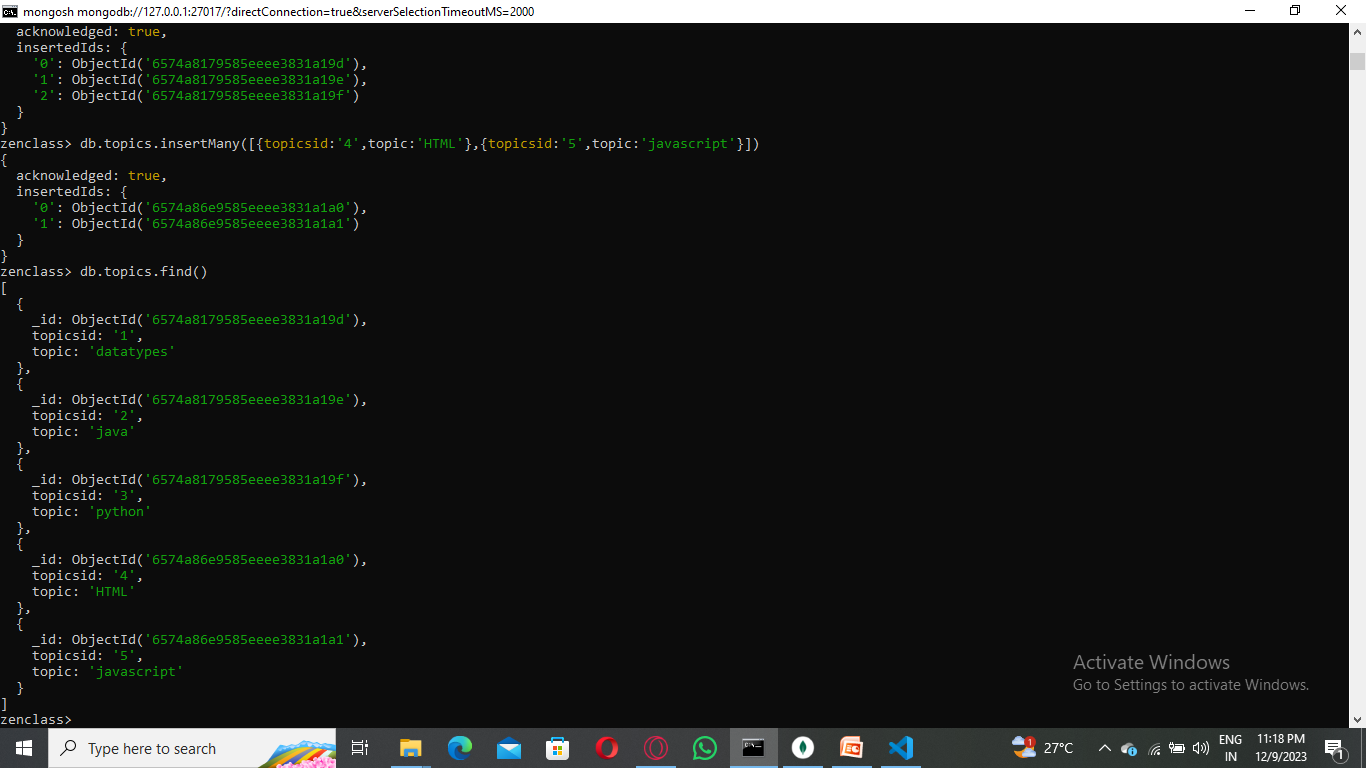 mongosh mongodb://127.0.0.1:27017/?directConnection=true&serverSelectionTimeoutMS=2000
  acknowledged: true,
  insertedIds: {
    '0': ObjectId('6574a8179585eeee3831a19d'),
    '1': ObjectId('6574a8179585eeee3831a19e'),
    '2': ObjectId('6574a8179585eeee3831a19f')
  }
}
zenclass> db.topics.insertMany([{topicsid:'4',topic:'HTML'},{topicsid:'5',topic:'javascript'}])
{
  acknowledged: true,
  insertedIds: {
    '0': ObjectId('6574a86e9585eeee3831a1a0'),
    '1': ObjectId('6574a86e9585eeee3831a1a1')
  }
}
zenclass> db.topics.find()
[
  {
    _id: ObjectId('6574a8179585eeee3831a19d'),
    topicsid: '1',
    topic: 'datatypes'
  },
  {
    _id: ObjectId('6574a8179585eeee3831a19e'),
    topicsid: '2',
    topic: 'java'
  },
  {
    _id: ObjectId('6574a8179585eeee3831a19f'),
    topicsid: '3',
    topic: 'python'
  },
  {
    _id: ObjectId('6574a86e9585eeee3831a1a0'),
    topicsid: '4',
    topic: 'HTML'
  },
  {
    _id: ObjectId('6574a86e9585eeee3831a1a1'),
    topicsid: '5',
    topic: 'javascript'
  }
]
zenclass>
Activate Windows
Go to Settings to activate Windows.
Type here to search
27°C
ENG
IN
11:18 PM
12/9/2023
1
1